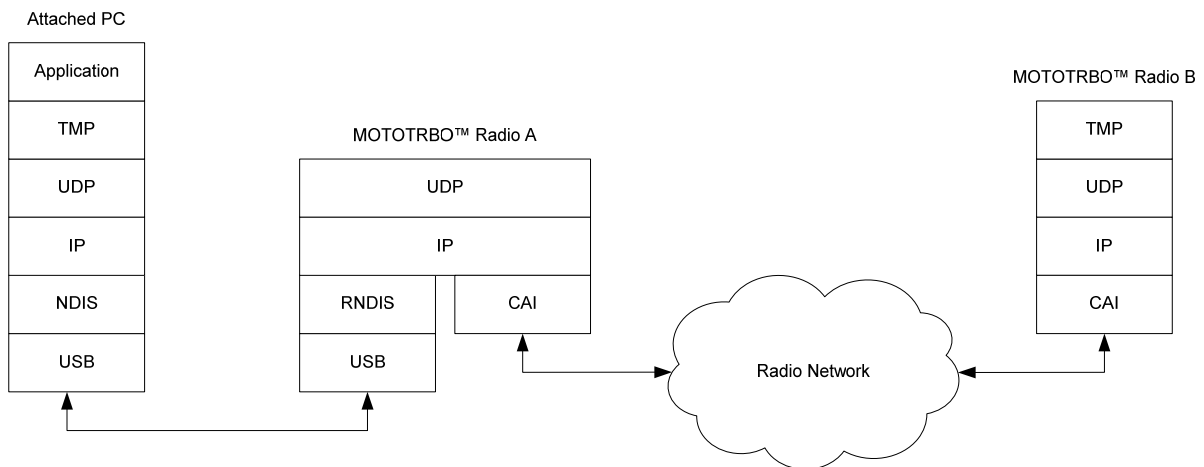 Attached PC
Application
TMP
UDP
IP
NDIS
USB
MOTOTRBO™ Radio A
UDP
IP
RNDIS
CAI
USB
Radio Network
MOTOTRBO™ Radio B
TMP
UDP
IP
CAI